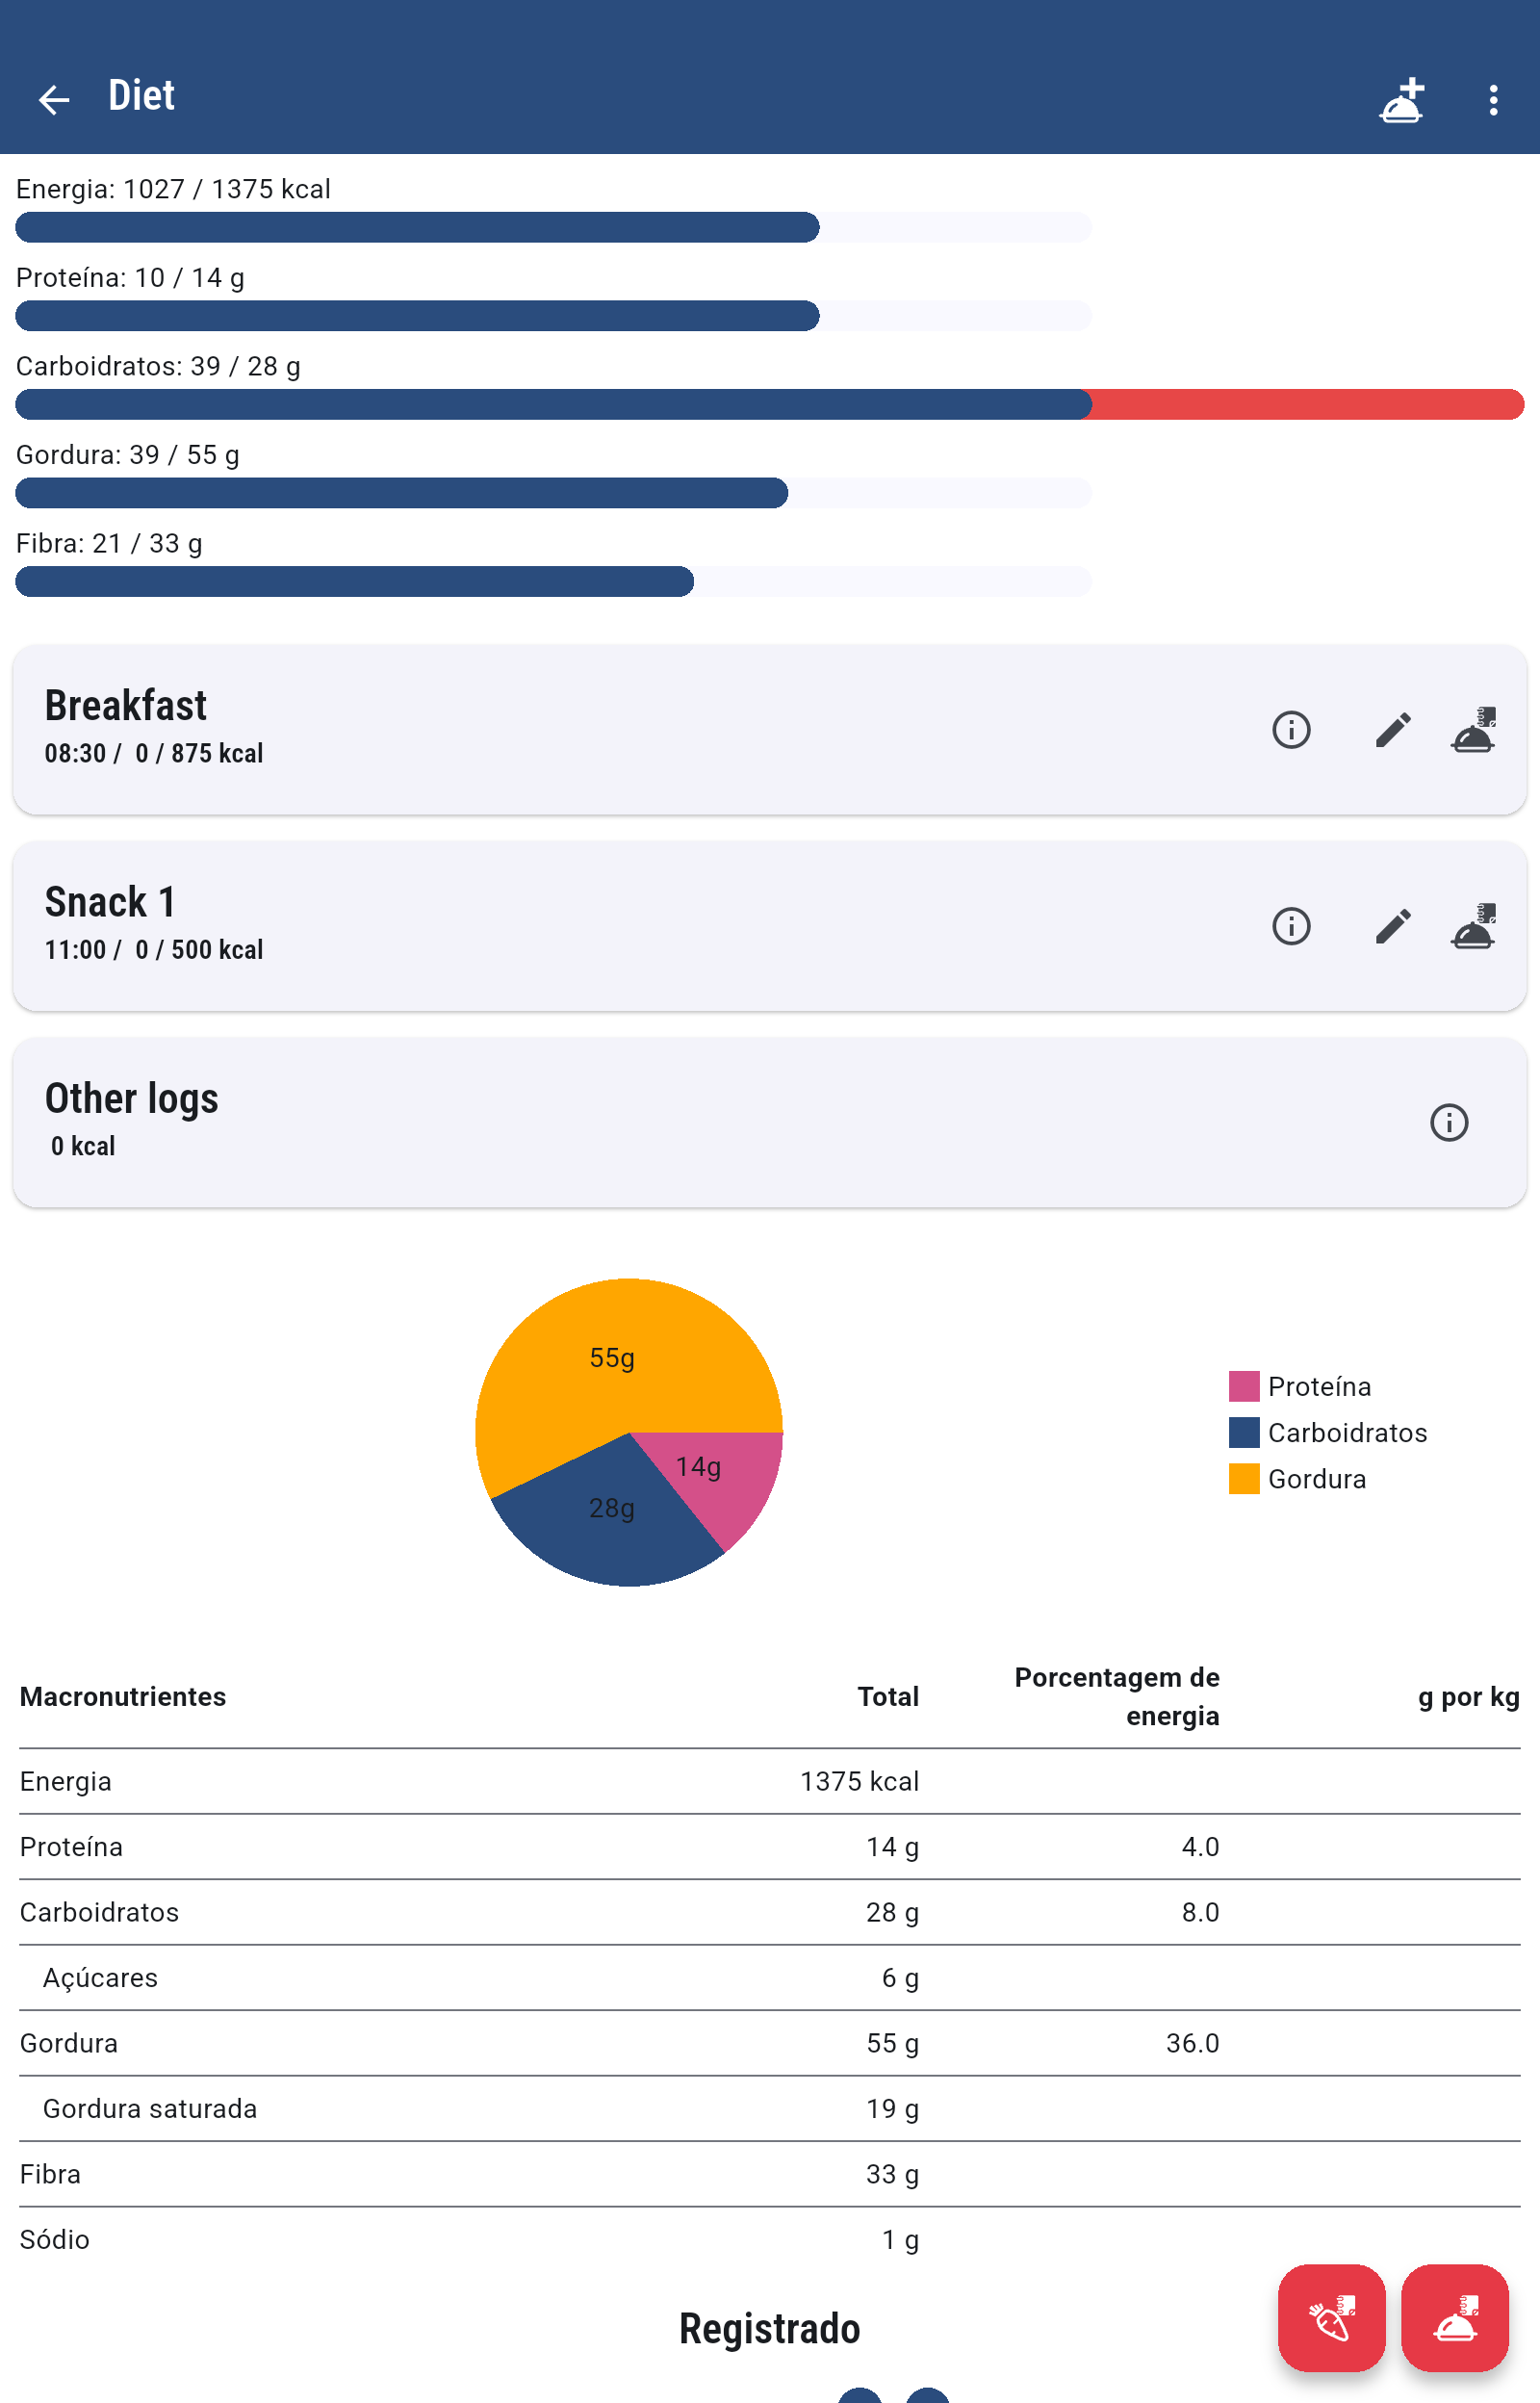 Diet
Energia: 1027 / 1375 kcal
Proteína: 10 / 14 g
Carboidratos: 39 / 28 g
Gordura: 39 / 55 g
Fibra: 21 / 33 g
Breakfast
08:30 / 0 / 875 kcal
Snack 1
11:00 / 0 / 500 kcal
Other logs
0 kcal
55g
14g
28g
Proteína
Carboidratos
Gordura
Macronutrientes Total Porcentagem de energia g por kg
Energia 1375 kcal
Proteína 14 g 4.0
Carboidratos 28 g 8.0
Açúcares 6 g
Gordura 55 g 36.0
Gordura saturada 19 g
Fibra 33 g
Sódio 1 g
Registrado